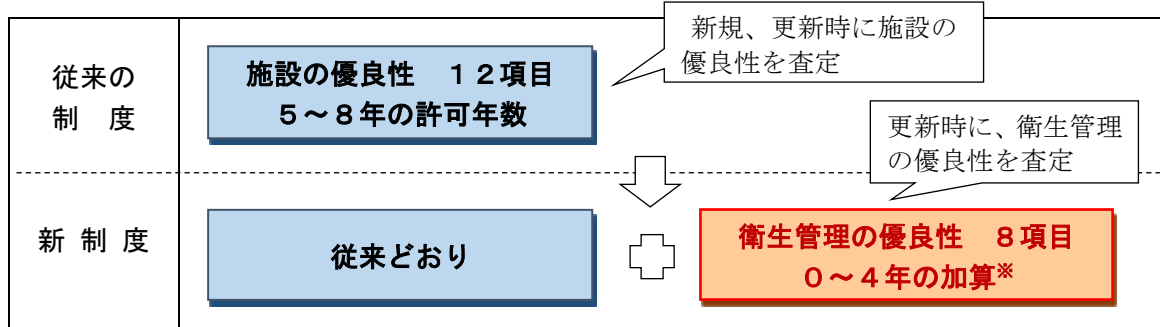 従来の
制　度
施設の優良性　１２項目
５～８年の許可年数
新規、更新時に施設の
優良性を査定
更新時に、衛生管理
の優良性を査定
新 制 度
従来どおり
衛生管理の優良性　８項目
０～４年の加算※